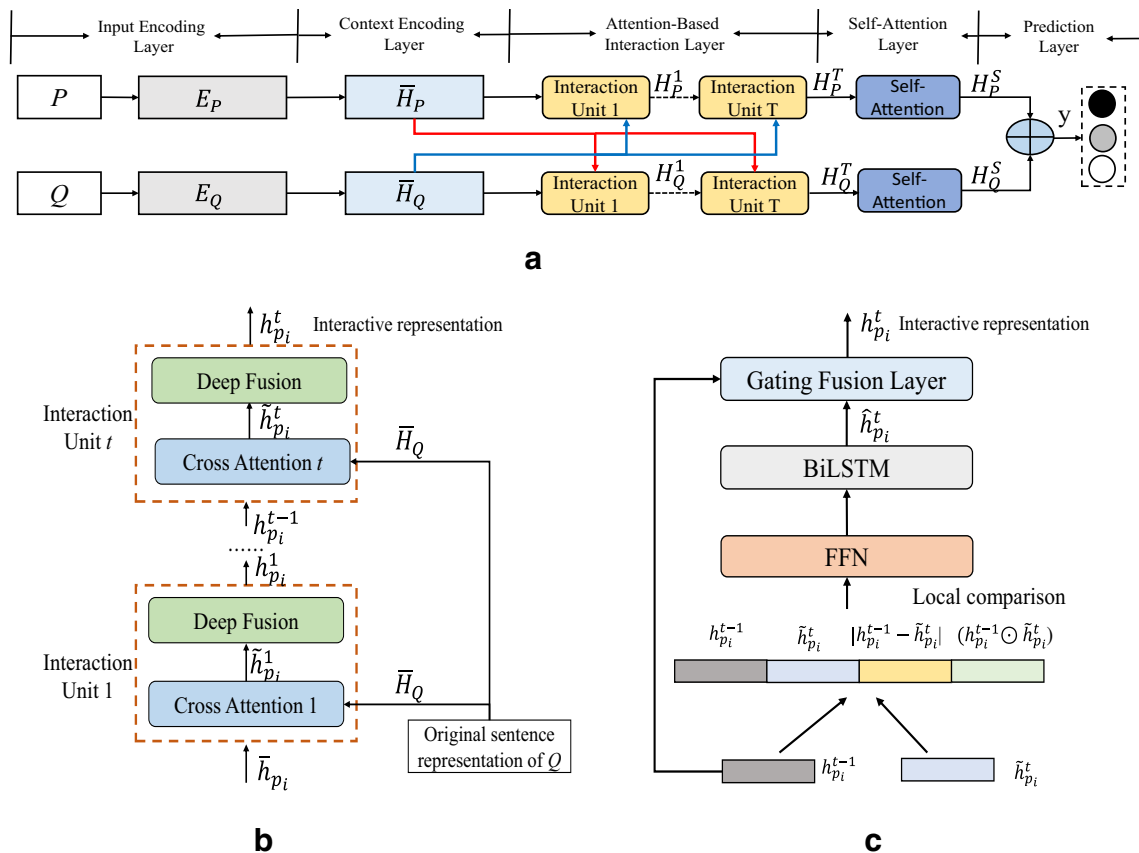 Input Encoding
Layer
Context Encoding
Layer
Attention-Based
Interaction Layer
Self-Attention
Layer
Prediction
Layer
P
E_P
H̅_P
Interaction
Unit 1
H_P^1
Interaction
Unit T
H_P^T
Self-
Attention
H_P^S
y
Q
E_Q
H̅_Q
Interaction
Unit 1
H_Q^1
Interaction
Unit T
H_Q^T
Self-
Attention
H_Q^S
a
h_{p_i}^t
Interactive representation
Deep Fusion
h̃_{p_i}^t
Interaction
Unit t
Cross Attention t
H̅_Q
h_{p_i}^{t−1}
......
h_{p_i}^1
Deep Fusion
h̃_{p_i}^1
Interaction
Unit 1
Cross Attention 1
H̅_Q
Original sentence
representation of Q
h̅_{p_i}
b
h_{p_i}^t
Interactive representation
Gating Fusion Layer
ĥ_{p_i}^t
BiLSTM
FFN
Local comparison
h_{p_i}^{t−1} h̃_{p_i}^t |h_{p_i}^{t−1} − h̃_{p_i}^t| (h_{p_i}^{t−1} ⊙ h̃_{p_i}^t)
h_{p_i}^{t−1}
h̃_{p_i}^t
c